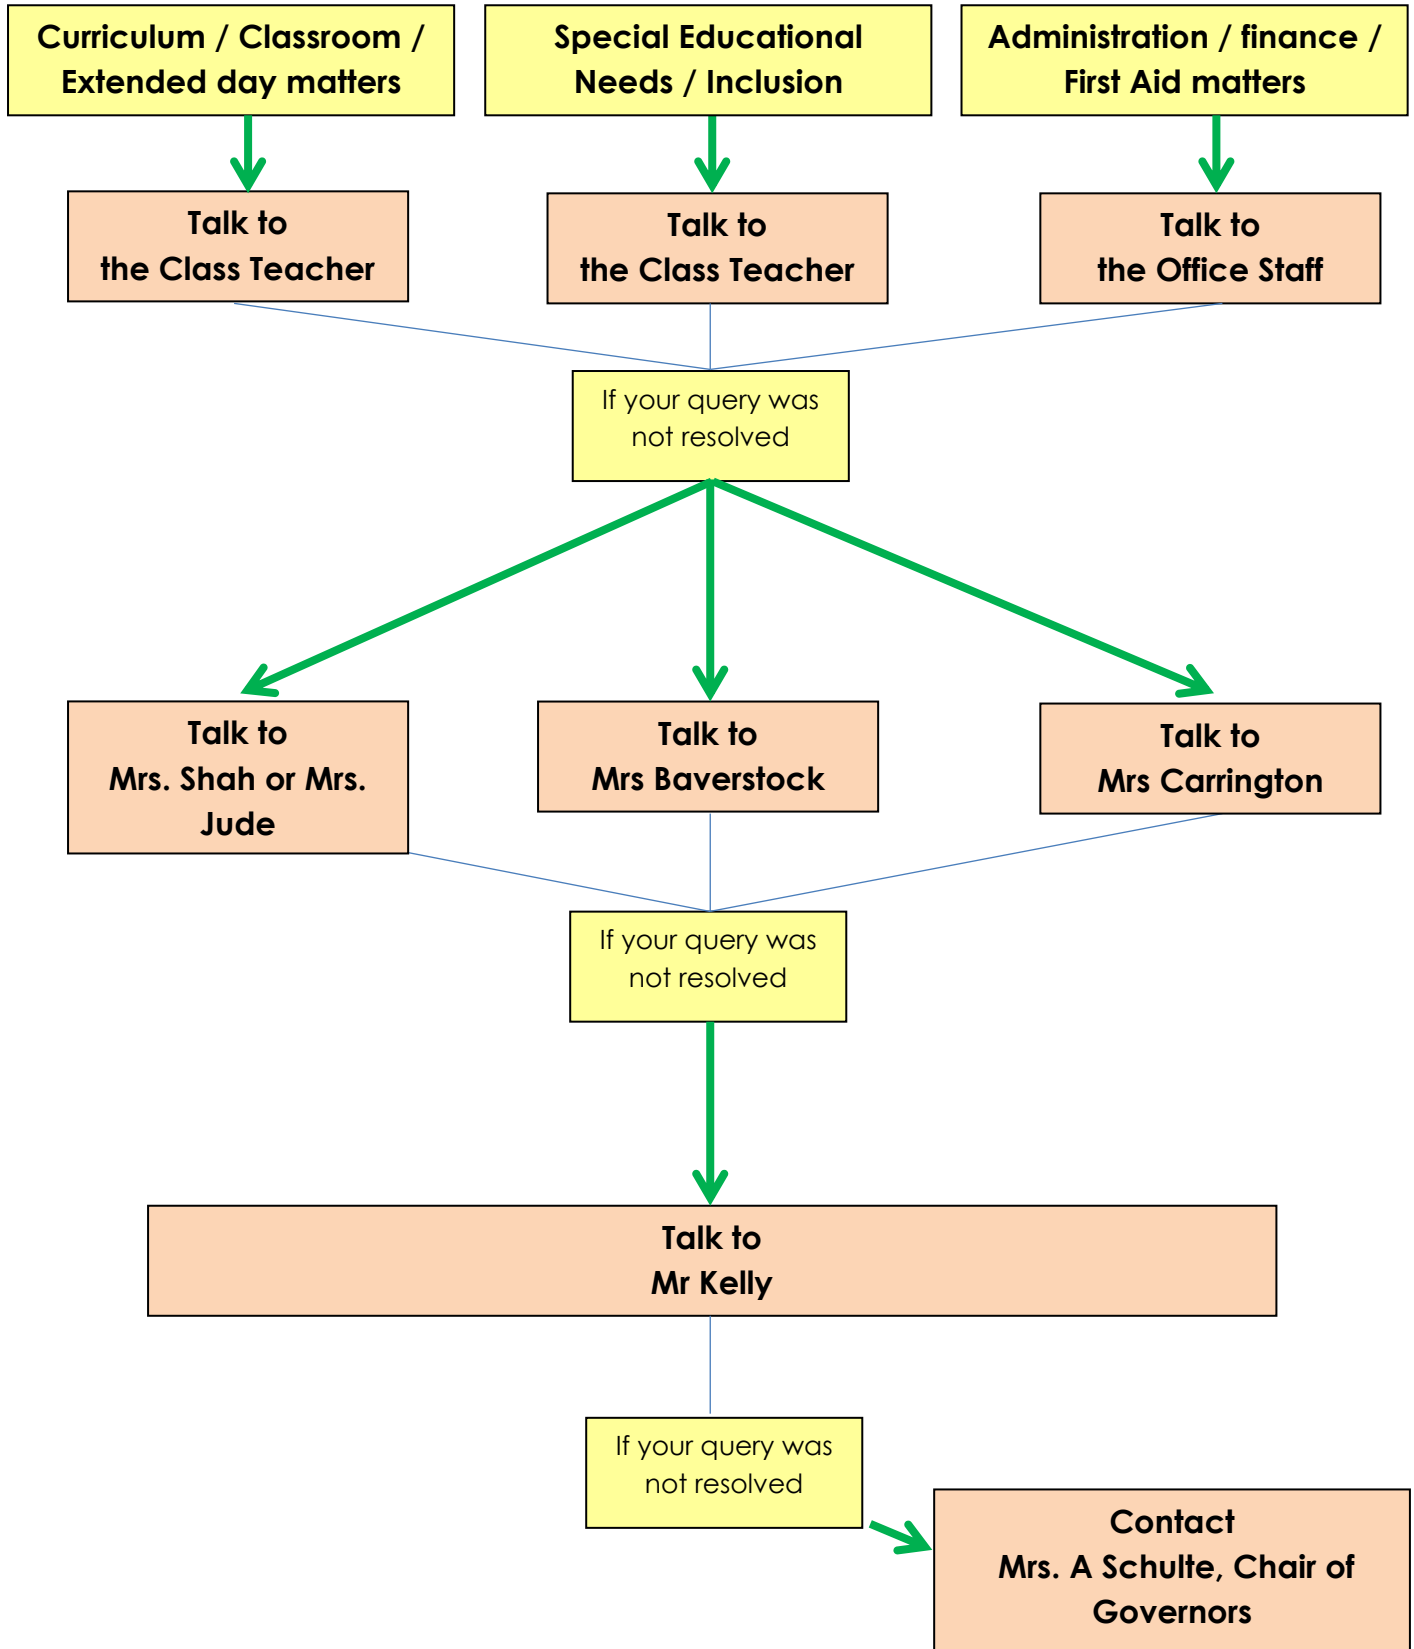 Curriculum / Classroom /
Extended day matters
Special Educational
Needs / Inclusion
Administration / finance /
First Aid matters
Talk to
the Class Teacher
Talk to
the Class Teacher
Talk to
the Office Staff
If your query was
not resolved
Talk to
Mrs. Shah or Mrs.
Jude
Talk to
Mrs Baverstock
Talk to
Mrs Carrington
If your query was
not resolved
Talk to
Mr Kelly
If your query was
not resolved
Contact
Mrs. A Schulte, Chair of
Governors